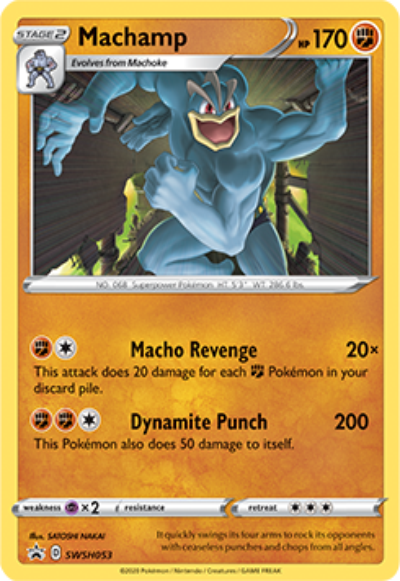 STAGE 2 Machamp HP 170
Evolves from Machoke
NO. 068 Superpower Pokémon HT: 5'3" WT: 286.6 lbs.
Macho Revenge 20×
This attack does 20 damage for each Pokémon in your
discard pile.
Dynamite Punch 200
This Pokémon also does 50 damage to itself.
weakness ×2 resistance retreat
Illus. SATOSHI NAKAI
D SWSH053
It quickly swings its four arms to rock its opponents
with ceaseless punches and chops from all angles.
©2020 Pokémon / Nintendo / Creatures / GAME FREAK